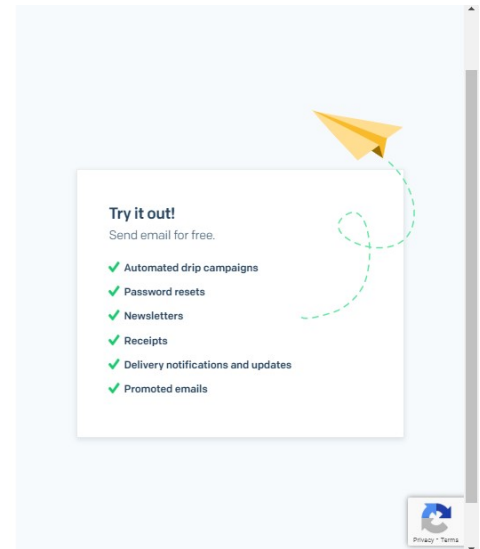 Try it out!
Send email for free.
Automated drip campaigns
Password resets
Newsletters
Receipts
Delivery notifications and updates
Promoted emails
Privacy - Terms